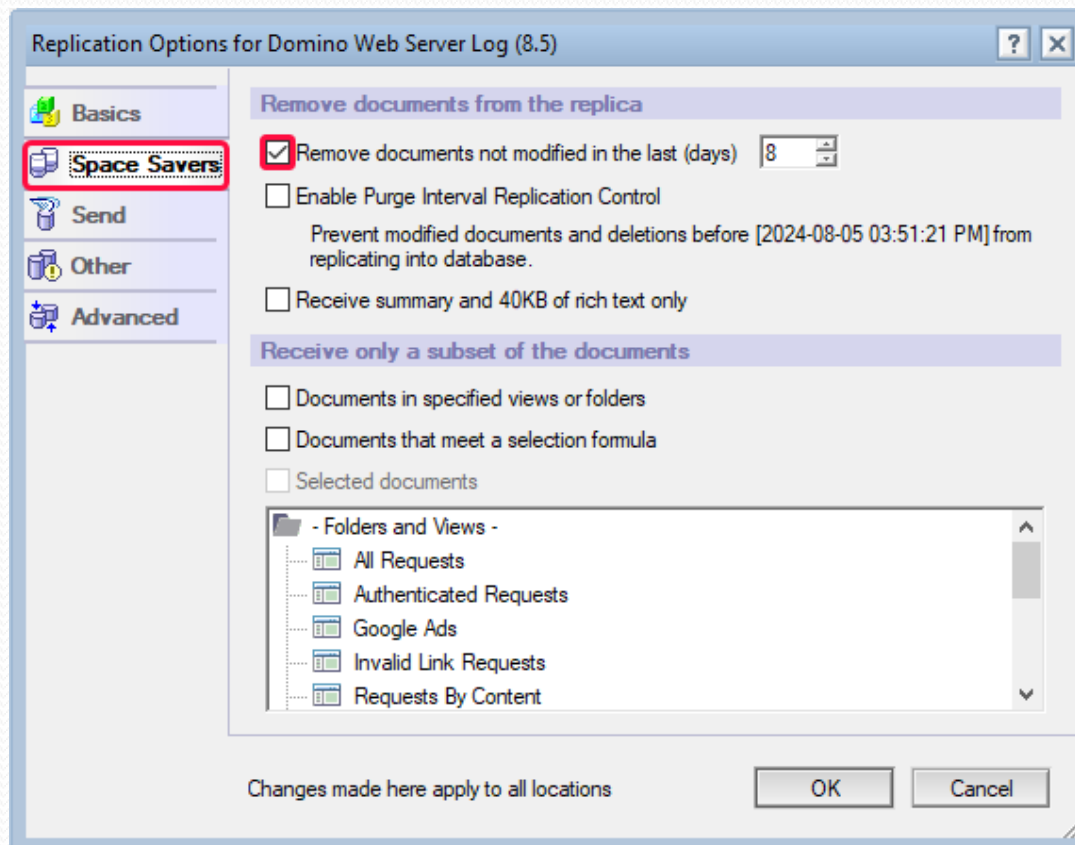 Replication Options for Domino Web Server Log (8.5)
Basics
Space Savers
Send
Other
Advanced
Remove documents from the replica
Remove documents not modified in the last (days) 8
Enable Purge Interval Replication Control
Prevent modified documents and deletions before [2024-08-05 03:51:21 PM] from
replicating into database.
Receive summary and 40KB of rich text only
Receive only a subset of the documents
Documents in specified views or folders
Documents that meet a selection formula
Selected documents
- Folders and Views -
All Requests
Authenticated Requests
Google Ads
Invalid Link Requests
Requests By Content
Changes made here apply to all locations
OK
Cancel